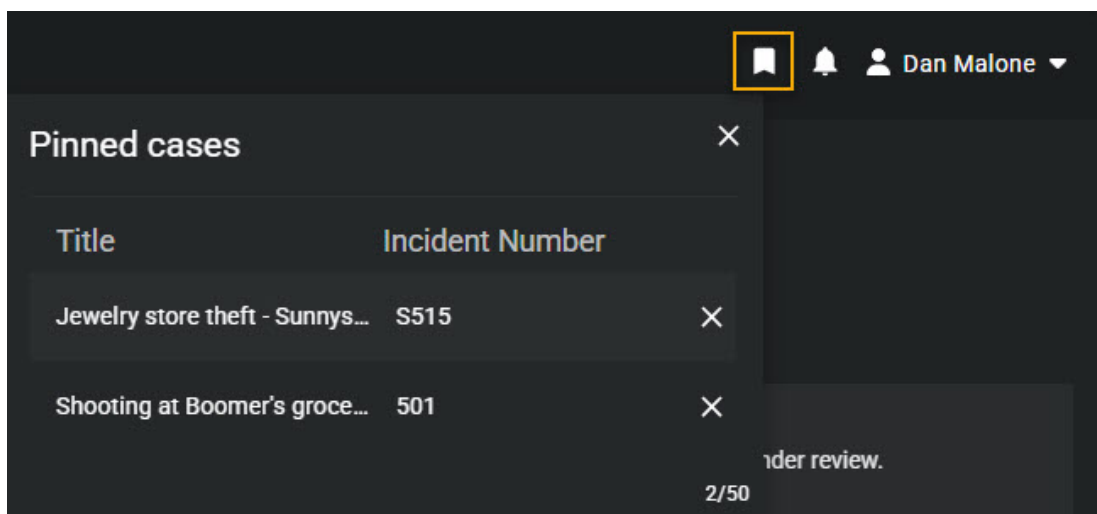 Dan Malone
Pinned cases
Title Incident Number
Jewelry store theft - Sunnys... S515
Shooting at Boomer's groce... 501
nder review.
2/50